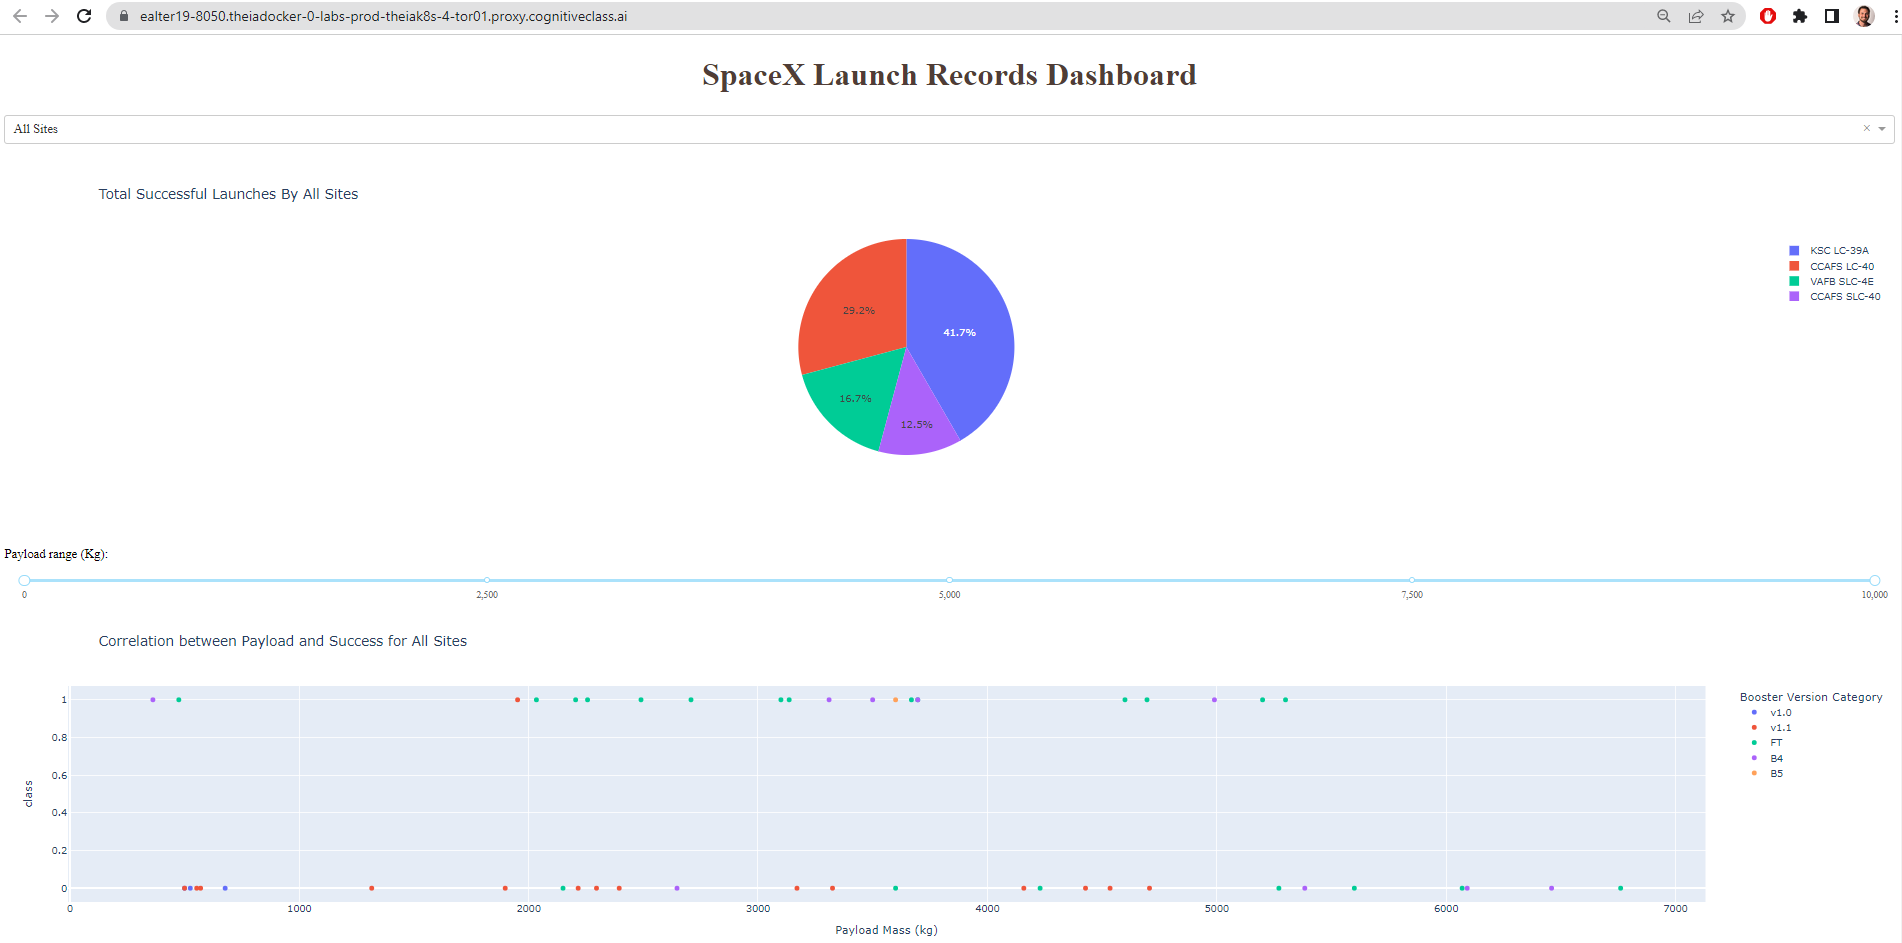 ealter19-8050.theiadocker-0-labs-prod-theiak8s-4-tor01.proxy.cognitiveclass.ai
SpaceX Launch Records Dashboard
All Sites
Total Successful Launches By All Sites
41.7%
29.2%
16.7%
12.5%
KSC LC-39A
CCAFS LC-40
VAFB SLC-4E
CCAFS SLC-40
Payload range (Kg):
0 2,500 5,000 7,500 10,000
Correlation between Payload and Success for All Sites
class
1
0.8
0.6
0.4
0.2
0
0 1000 2000 3000 4000 5000 6000 7000
Payload Mass (kg)
Booster Version Category
v1.0
v1.1
FT
B4
B5